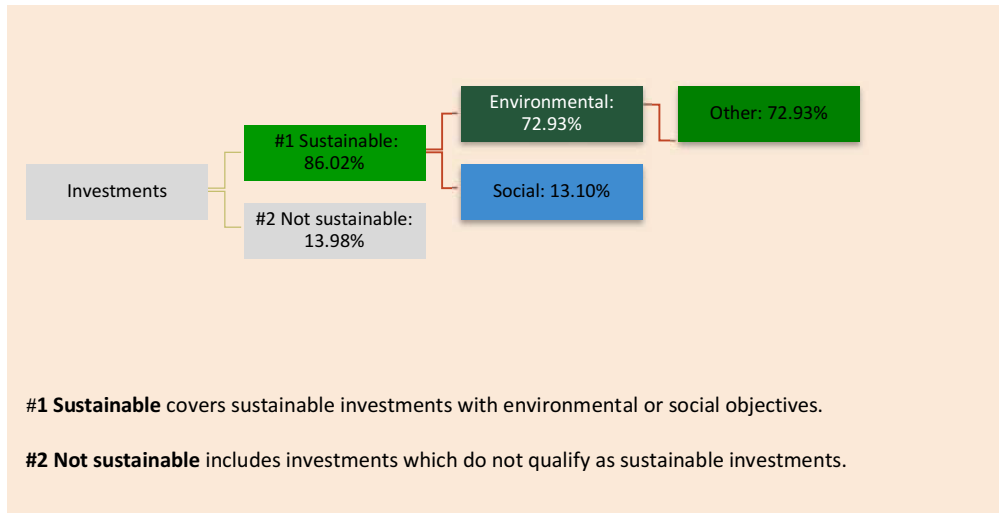 Environmental:
72.93%
Other: 72.93%
#1 Sustainable:
86.02%
Investments
Social: 13.10%
#2 Not sustainable:
13.98%
#1 Sustainable covers sustainable investments with environmental or social objectives.
#2 Not sustainable includes investments which do not qualify as sustainable investments.